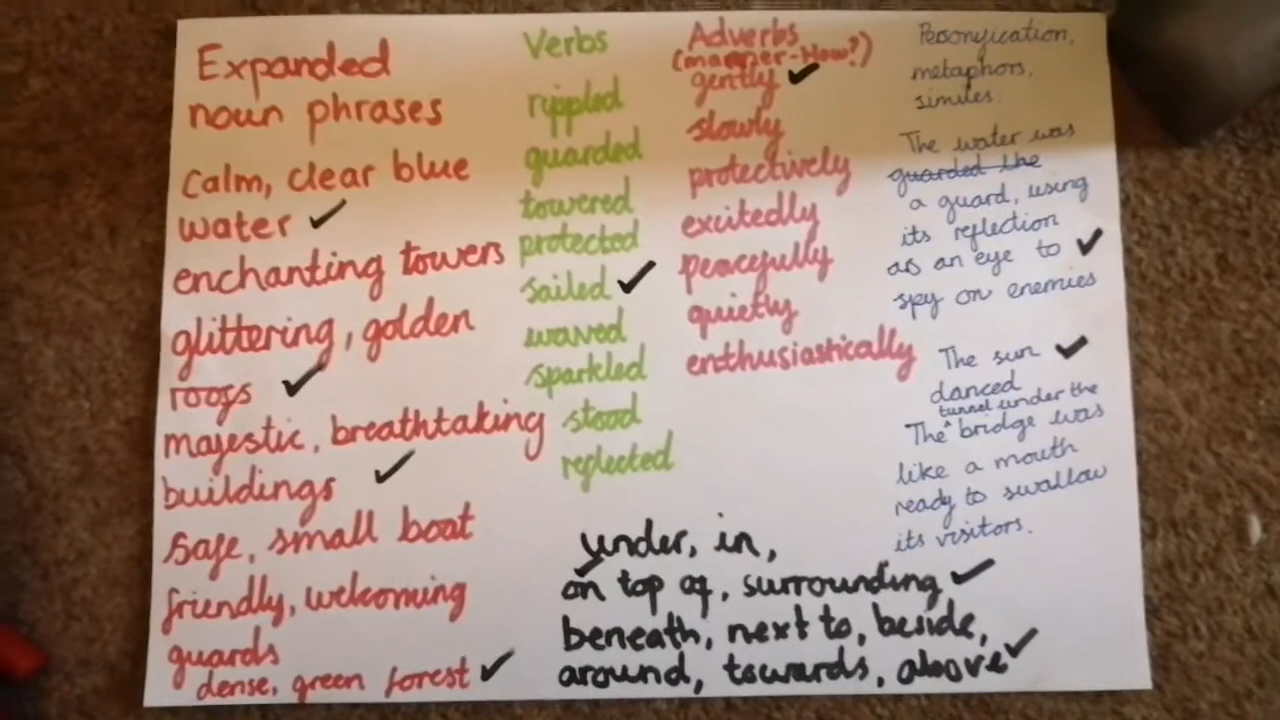 Expanded
noun phrases
Calm, clear blue
water ✓
enchanting towers
glittering, golden
roofs ✓
majestic, breathtaking
buildings ✓
safe, small boat
friendly, welcoming
guards
dense, green forest ✓
Verbs
rippled
guarded
towered
protected
sailed ✓
waved
sparkled
stood
reflected
Adverbs
(manner-How?)
gently ✓
slowly
protectively
excitedly
peacefully
quietly
enthusiastically
Personification,
metaphors,
similes:
The water was
guarded the
a guard, using
its reflection
as an eye to ✓
spy on enemies
The sun ✓
danced
tunnel under the
The ^ bridge was
like a mouth
ready to swallow
its visitors.
under, in,
on top of, surrounding ✓
beneath, next to, beside,
around, towards, above ✓